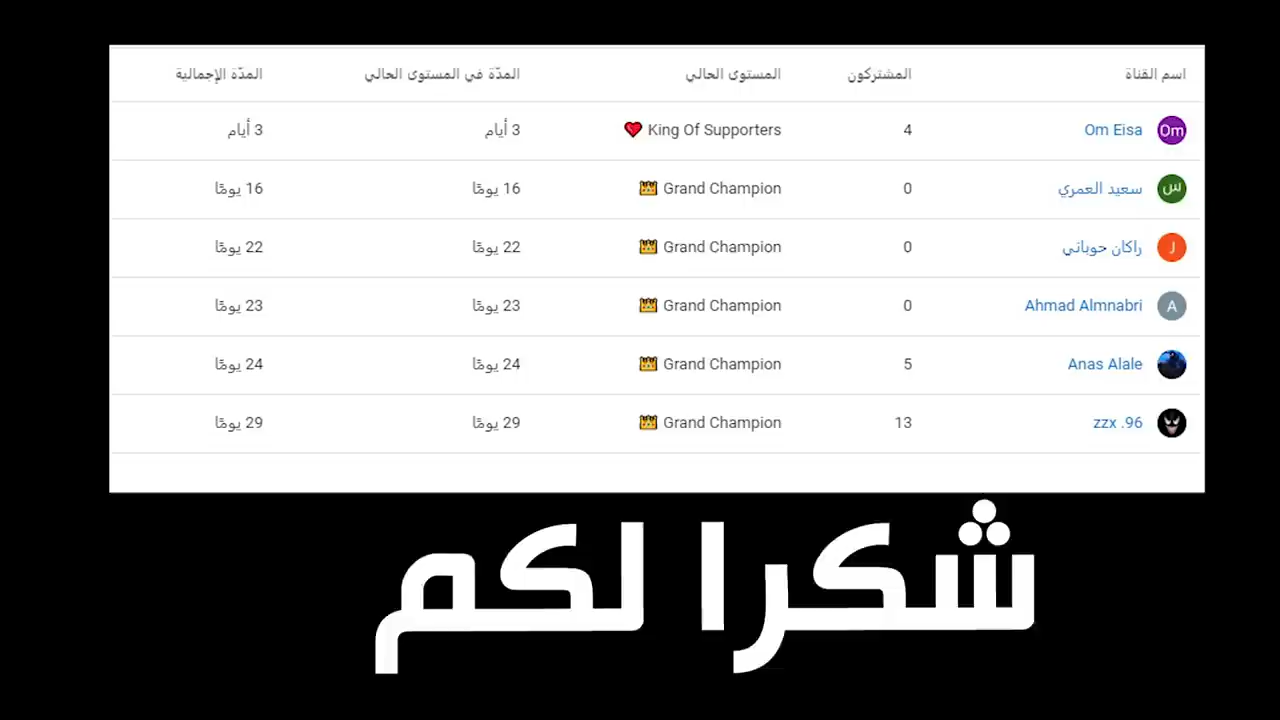 اسم القناة المشتركون المستوى الحالي المدّة في المستوى الحالي المدّة الإجمالية
Om Om Eisa 4 King Of Supporters ❤️ 3 أيام 3 أيام
س سعيد العمري 0 Grand Champion 👑 16 يومًا 16 يومًا
ر راكان حوباني 0 Grand Champion 👑 22 يومًا 22 يومًا
A Ahmad Almnabri 0 Grand Champion 👑 23 يومًا 23 يومًا
Anas Alale 5 Grand Champion 👑 24 يومًا 24 يومًا
zzx .96 13 Grand Champion 👑 29 يومًا 29 يومًا
شكرا لكم